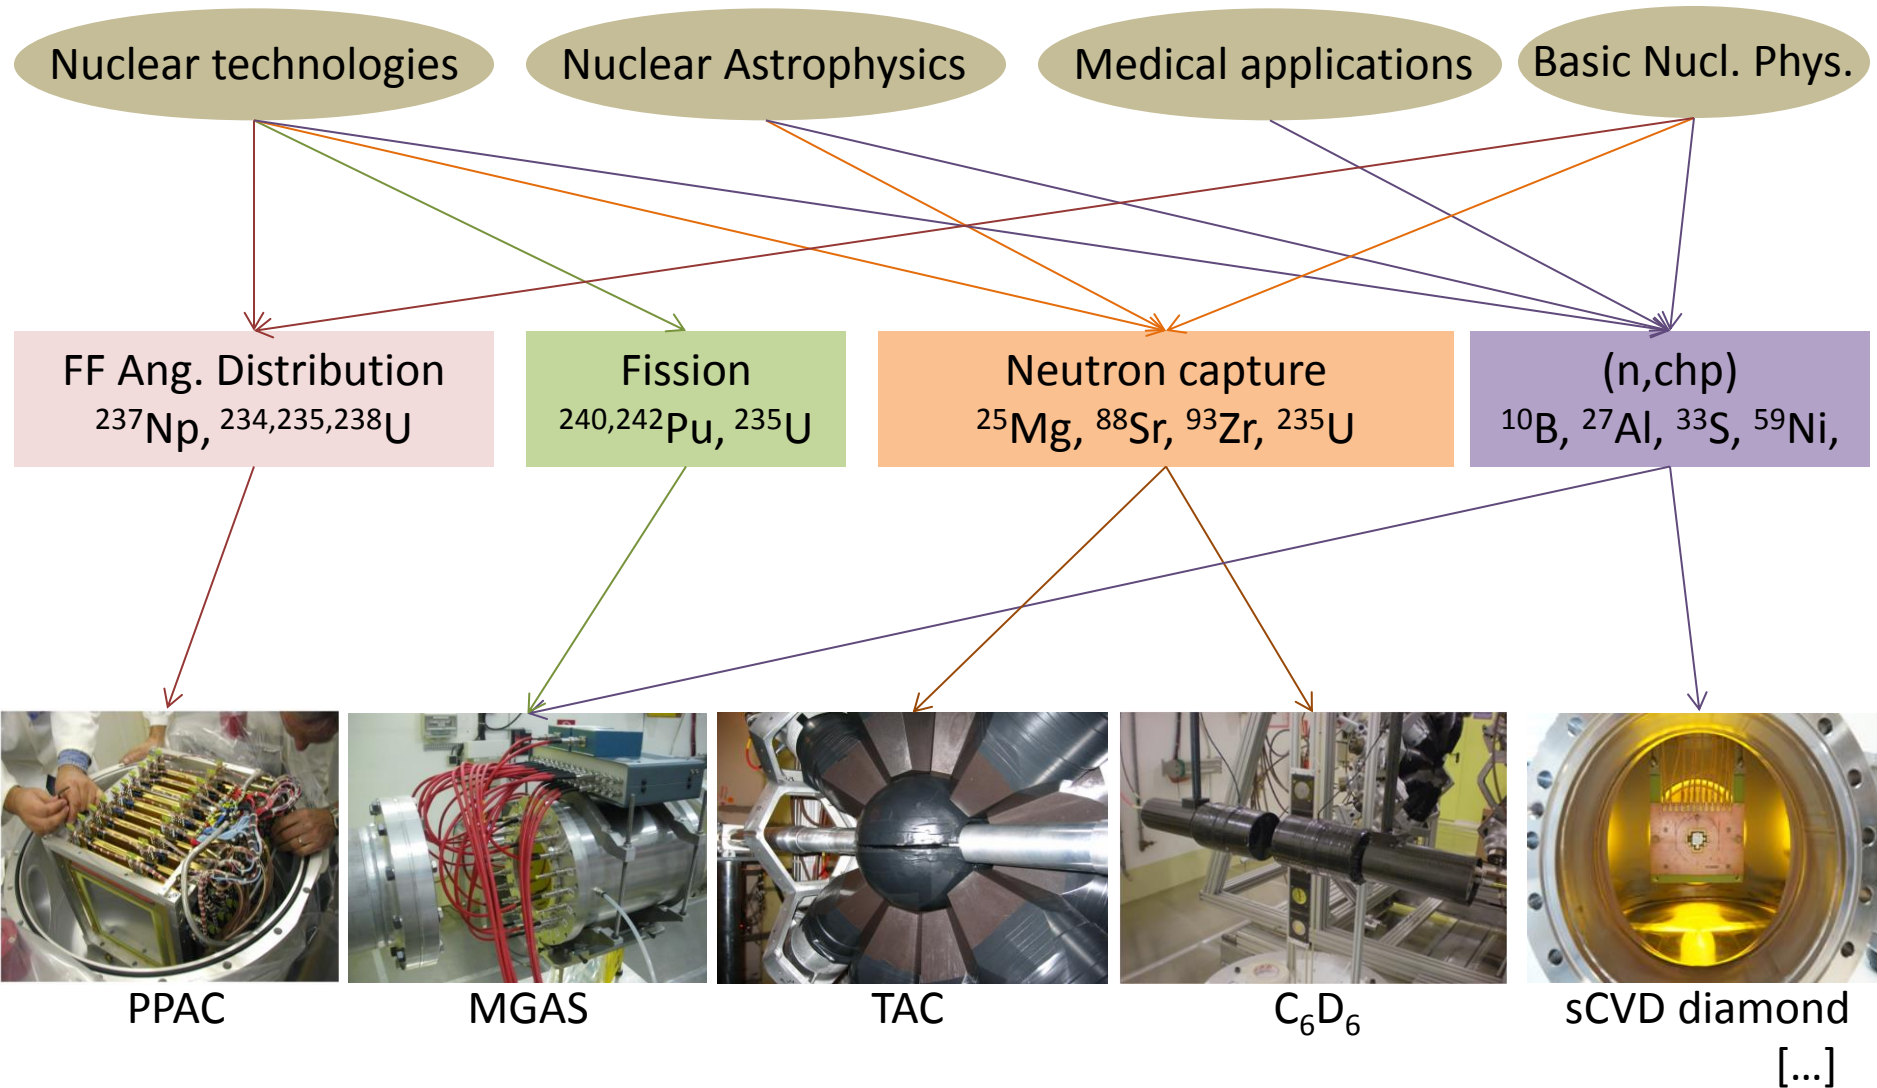 Nuclear technologies
Nuclear Astrophysics
Medical applications
Basic Nucl. Phys.
FF Ang. Distribution
²³⁷Np, ²³⁴,²³⁵,²³⁸U
Fission
²⁴⁰,²⁴²Pu, ²³⁵U
Neutron capture
²⁵Mg, ⁸⁸Sr, ⁹³Zr, ²³⁵U
(n,chp)
¹⁰B, ²⁷Al, ³³S, ⁵⁹Ni,
PPAC
MGAS
TAC
C₆D₆
sCVD diamond
[...]